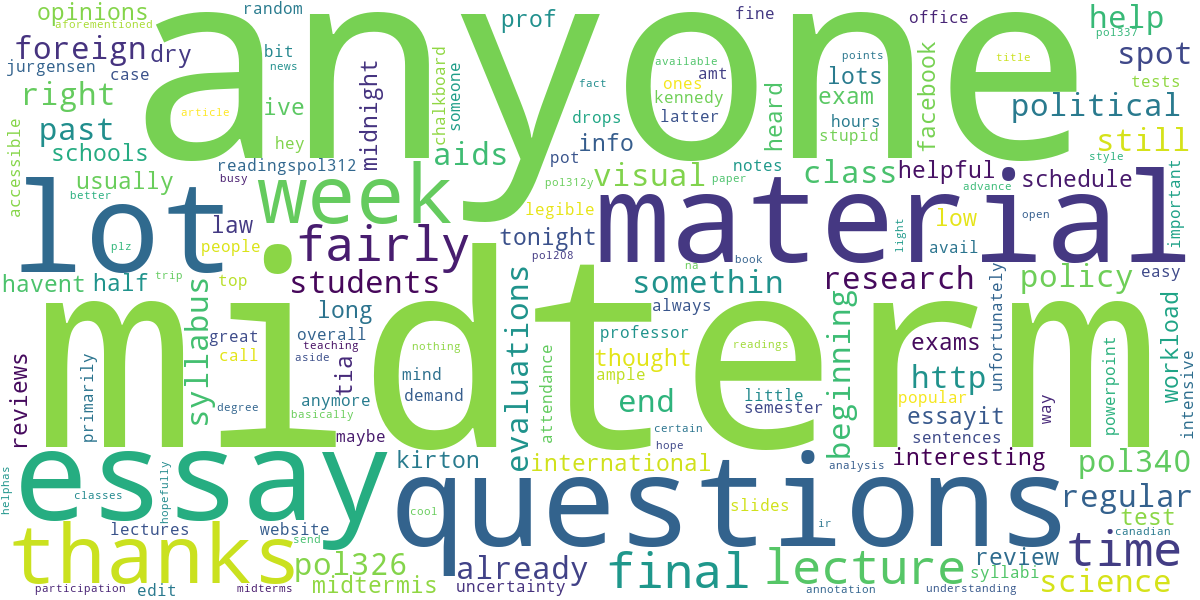 opinions
aforementioned
random
prof
fine
office
help
pol337
anyone
foreign
dry
bit
news
case
jurgensen
right
article
ive
midnight
chalkboard
someone
fact
available
ones
amt
kennedy
latter
heard
points
lots
exam
hours
stupid
facebook
title
spot
tests
political
past
schools
hey
aids
drops
info
still
style
accessible
readingspol312
pot
notes
class
helpful
usually
busy
week
pol312y
visual
paper
advance
schedule
important
better
lot
law
legible
material
low
open
people
plz
fairly
tonight
pol208
book
light
avail
easy
havent
half
trip
top
students
somethin
na
research
policy
midterm
syllabus
long
evaluations
always
beginning
unfortunately
workload
great
overall
professor
exams
call
teaching
tia
nothing
readings
reviews
primarily
aside
mind
attendance
thought
ample
http
powerpoint
intensive
degree
anymore
demand
end
little
semester
popular
way
basically
essayit
maybe
certain
sentences
hope
essay
kirton
international
analysis
interesting
pol340
helphas
hopefully
classes
questions
regular
cool
slides
ir
test
lectures
website
canadian
thanks
send
pol326
already
final
lecture
review
time
syllabi
participation
edit
midterms
midtermis
uncertainty
annotation
understanding
science